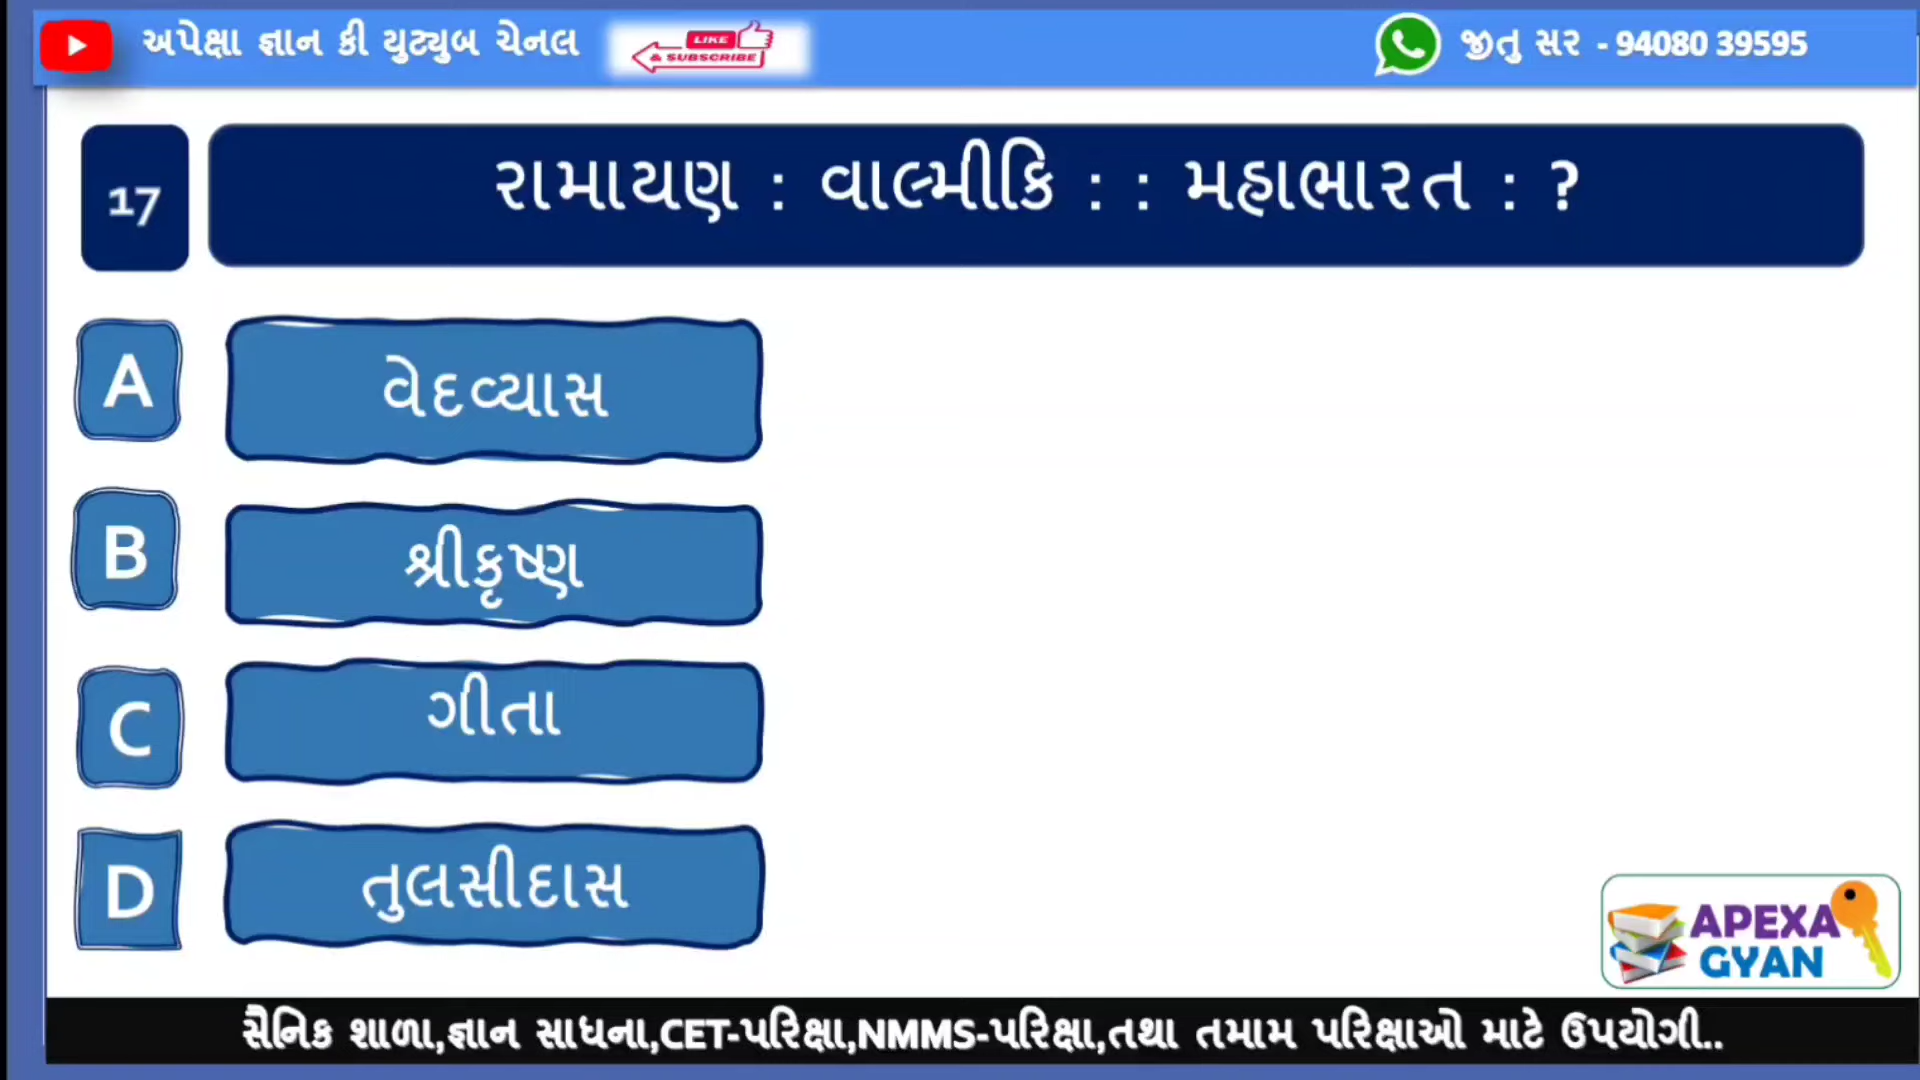 અપેક્ષા જ્ઞાન કી યુટ્યુબ ચેનલ
LIKE
& SUBSCRIBE
જીતુ સર - 94080 39595
17
રામાયણ : વાલ્મીકિ : : મહાભારત : ?
A
વેદવ્યાસ
B
શ્રીકૃષ્ણ
C
ગીતા
D
તુલસીદાસ
APEXA
GYAN
સૈનિક શાળા,જ્ઞાન સાધના,CET-પરિક્ષા,NMMS-પરિક્ષા,તથા તમામ પરિક્ષાઓ માટે ઉપયોગી..